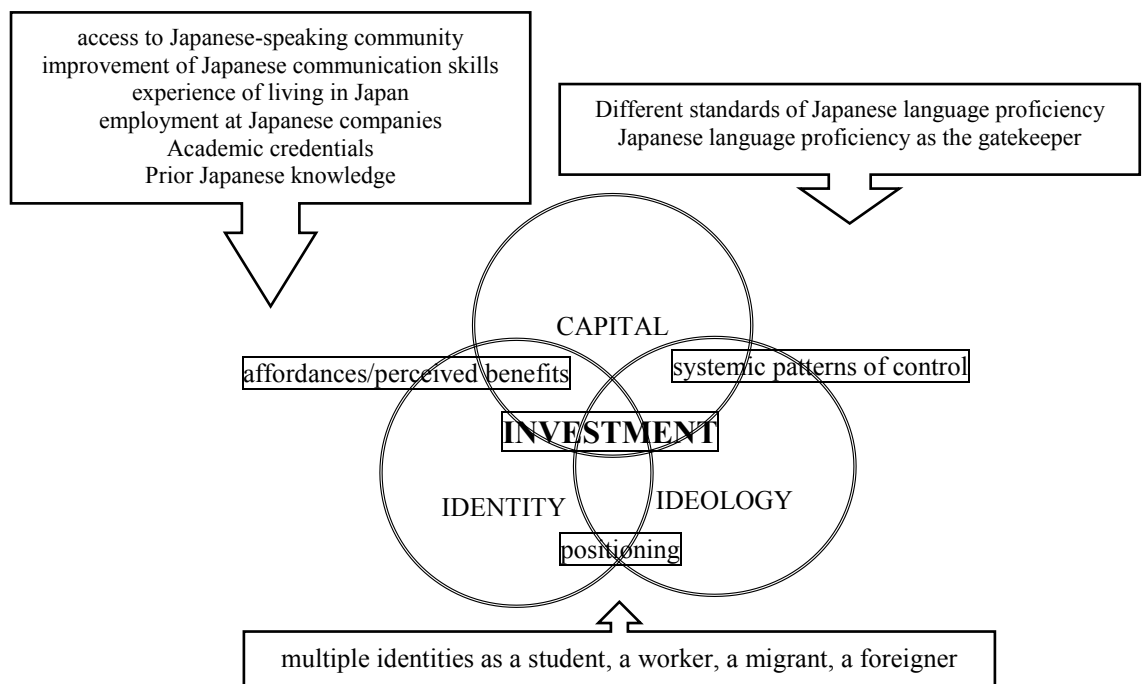 access to Japanese-speaking community
improvement of Japanese communication skills
experience of living in Japan
employment at Japanese companies
Academic credentials
Prior Japanese knowledge
Different standards of Japanese language proficiency
Japanese language proficiency as the gatekeeper
CAPITAL
affordances/perceived benefits
systemic patterns of control
INVESTMENT
IDENTITY
IDEOLOGY
positioning
multiple identities as a student, a worker, a migrant, a foreigner